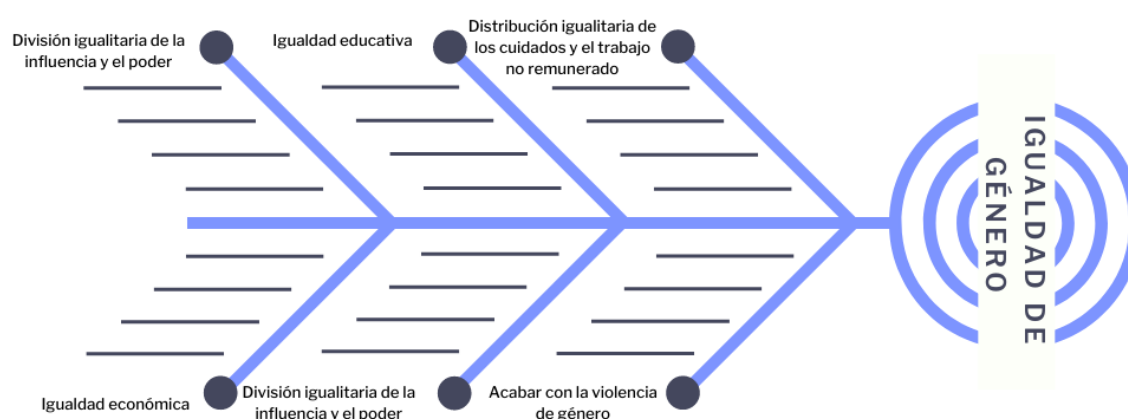 División igualitaria de la
influencia y el poder
Igualdad educativa
Distribución igualitaria de
los cuidados y el trabajo
no remunerado
IGUALDAD DE
GÉNERO
Igualdad económica
División igualitaria de la
influencia y el poder
Acabar con la violencia
de género